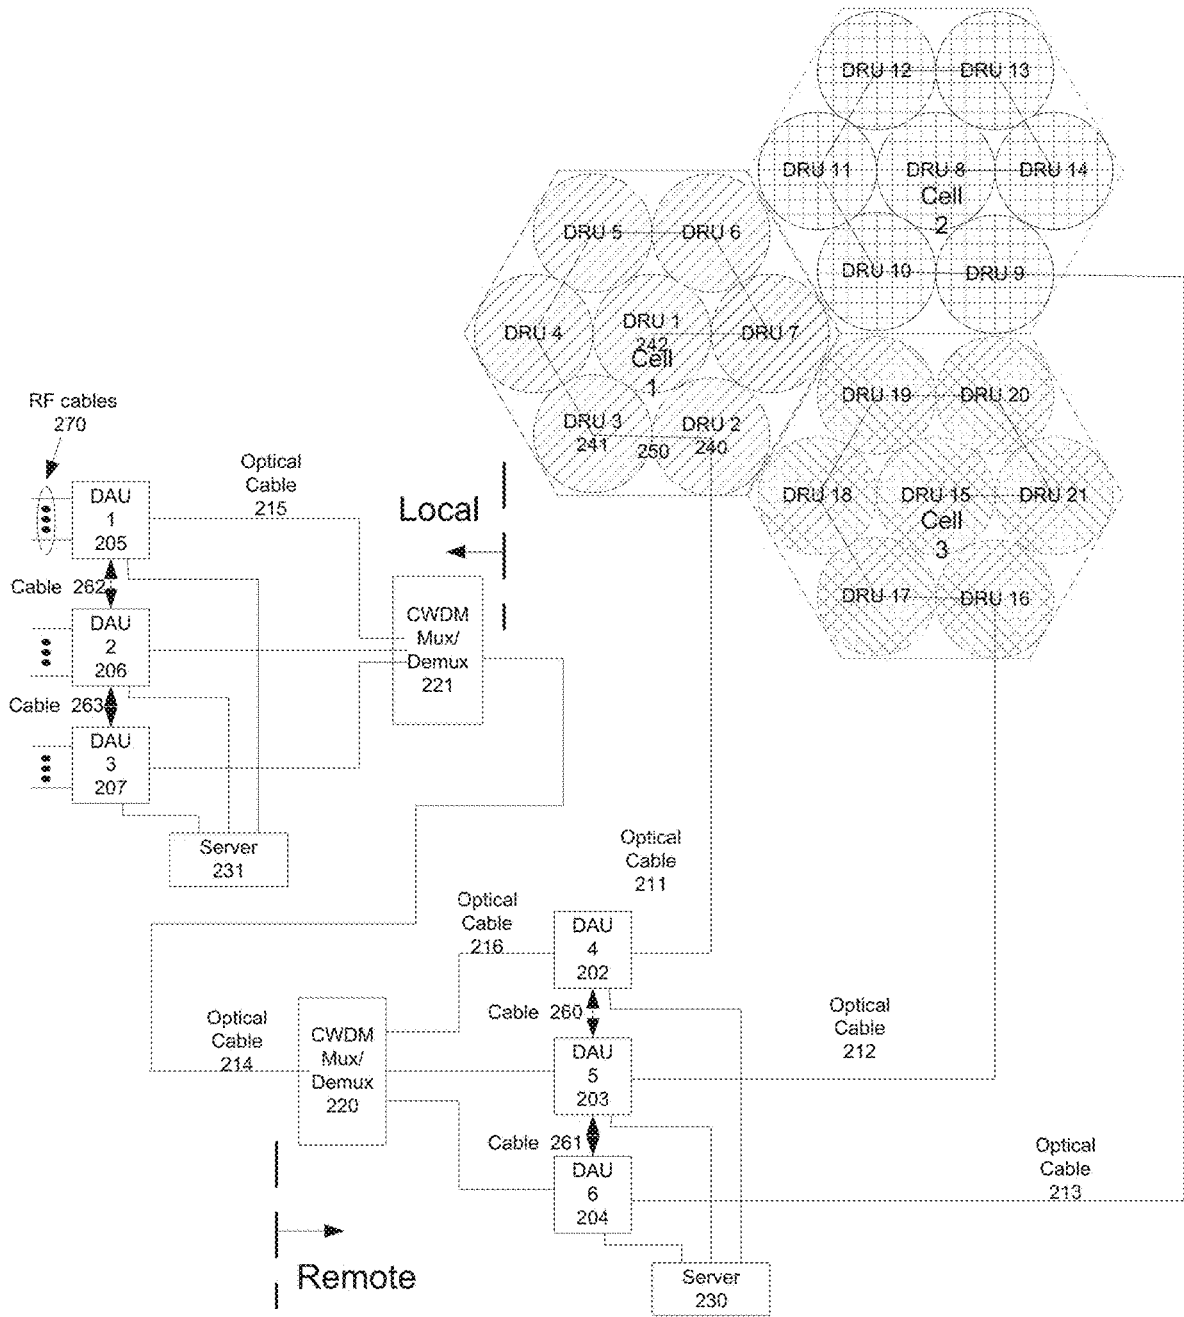 DRU 12
DRU 13
DRU 11
DRU 8
DRU 14
Cell
2
DRU 10
DRU 9
DRU 5
DRU 6
DRU 4
DRU 1
242
DRU 7
Cell
1
DRU 3
241
250
DRU 2
240
DRU 19
DRU 20
DRU 18
DRU 15
DRU 21
Cell
3
DRU 17
DRU 16
RF cables
270
Optical
Cable
215
Local
DAU
1
205
Cable 262
DAU
2
206
Cable 263
DAU
3
207
CWDM
Mux/
Demux
221
Server
231
Optical
Cable
211
Optical
Cable
216
DAU
4
202
Cable 260
Optical
Cable
214
CWDM
Mux/
Demux
220
DAU
5
203
Optical
Cable
212
Cable 261
DAU
6
204
Optical
Cable
213
Remote
Server
230